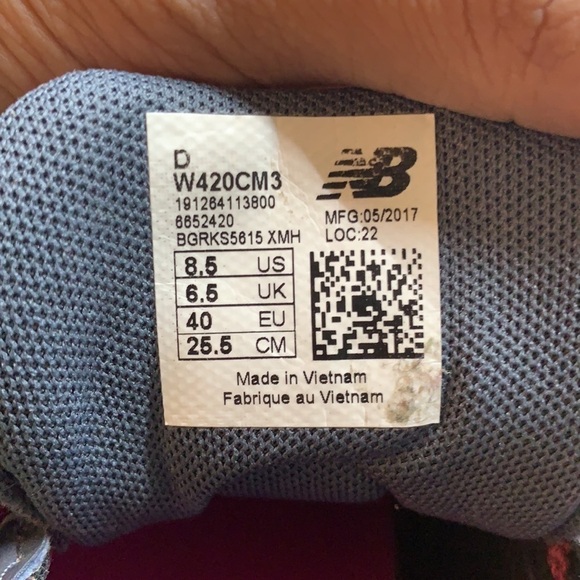 D
W420CM3
191264113800
6652420
BGRKS5615 XMH
NB
MFG:05/2017
LOC:22
8.5 US
6.5 UK
40 EU
25.5 CM
Made in Vietnam
Fabrique au Vietnam